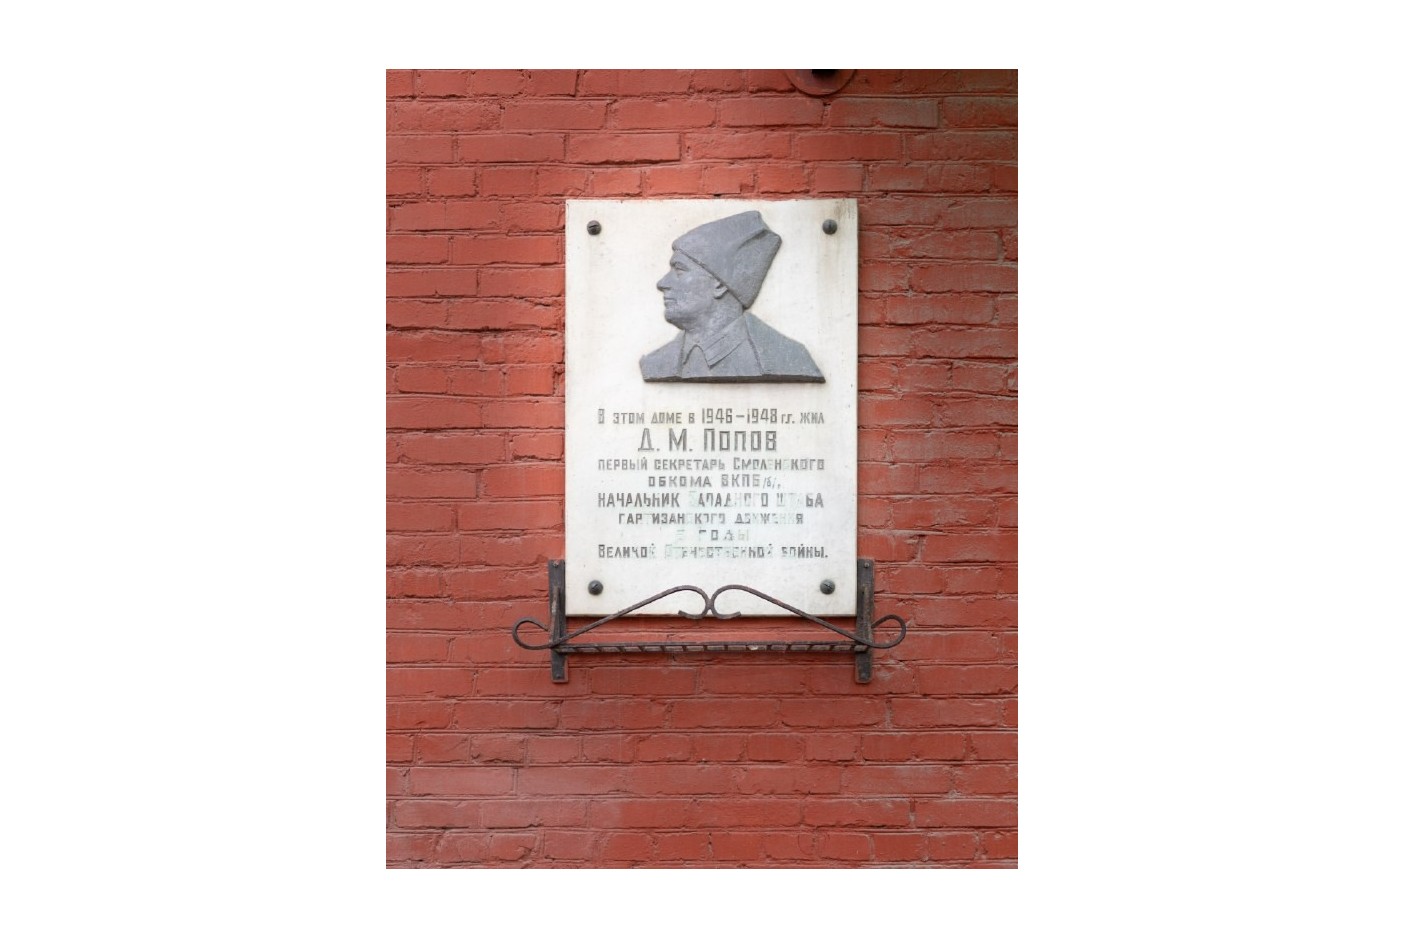 В этом доме в 1946–1948 гг. жил
Д. М. Попов
первый секретарь Смоленского
обкома ВКПБ/б/,
начальник Западного штаба
партизанского движения
в годы
Великой Отечественной войны.